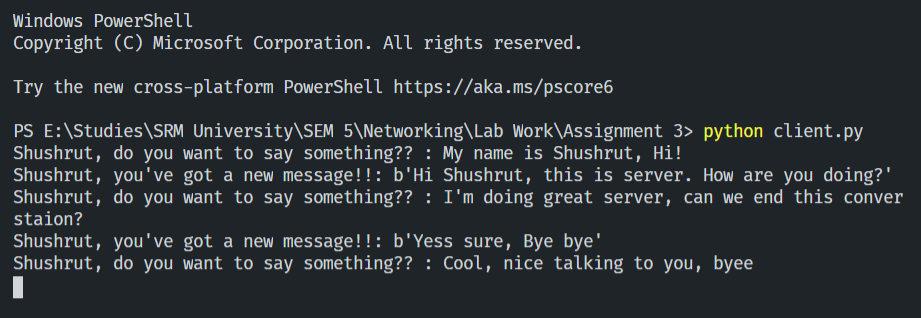 Windows PowerShell
Copyright (C) Microsoft Corporation. All rights reserved.
Try the new cross-platform PowerShell https://aka.ms/pscore6
PS E:\Studies\SRM University\SEM 5\Networking\Lab Work\Assignment 3> python client.py
Shushrut, do you want to say something?? : My name is Shushrut, Hi!
Shushrut, you've got a new message!!: b'Hi Shushrut, this is server. How are you doing?'
Shushrut, do you want to say something?? : I'm doing great server, can we end this conver
staion?
Shushrut, you've got a new message!!: b'Yess sure, Bye bye'
Shushrut, do you want to say something?? : Cool, nice talking to you, byee